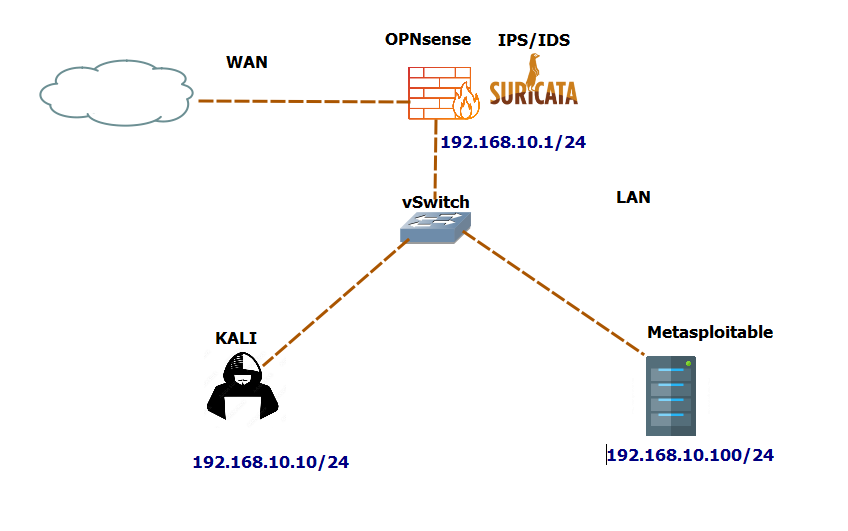 OPNsense
IPS/IDS
WAN
SURICATA
192.168.10.1/24
LAN
vSwitch
KALI
Metasploitable
192.168.10.10/24
192.168.10.100/24